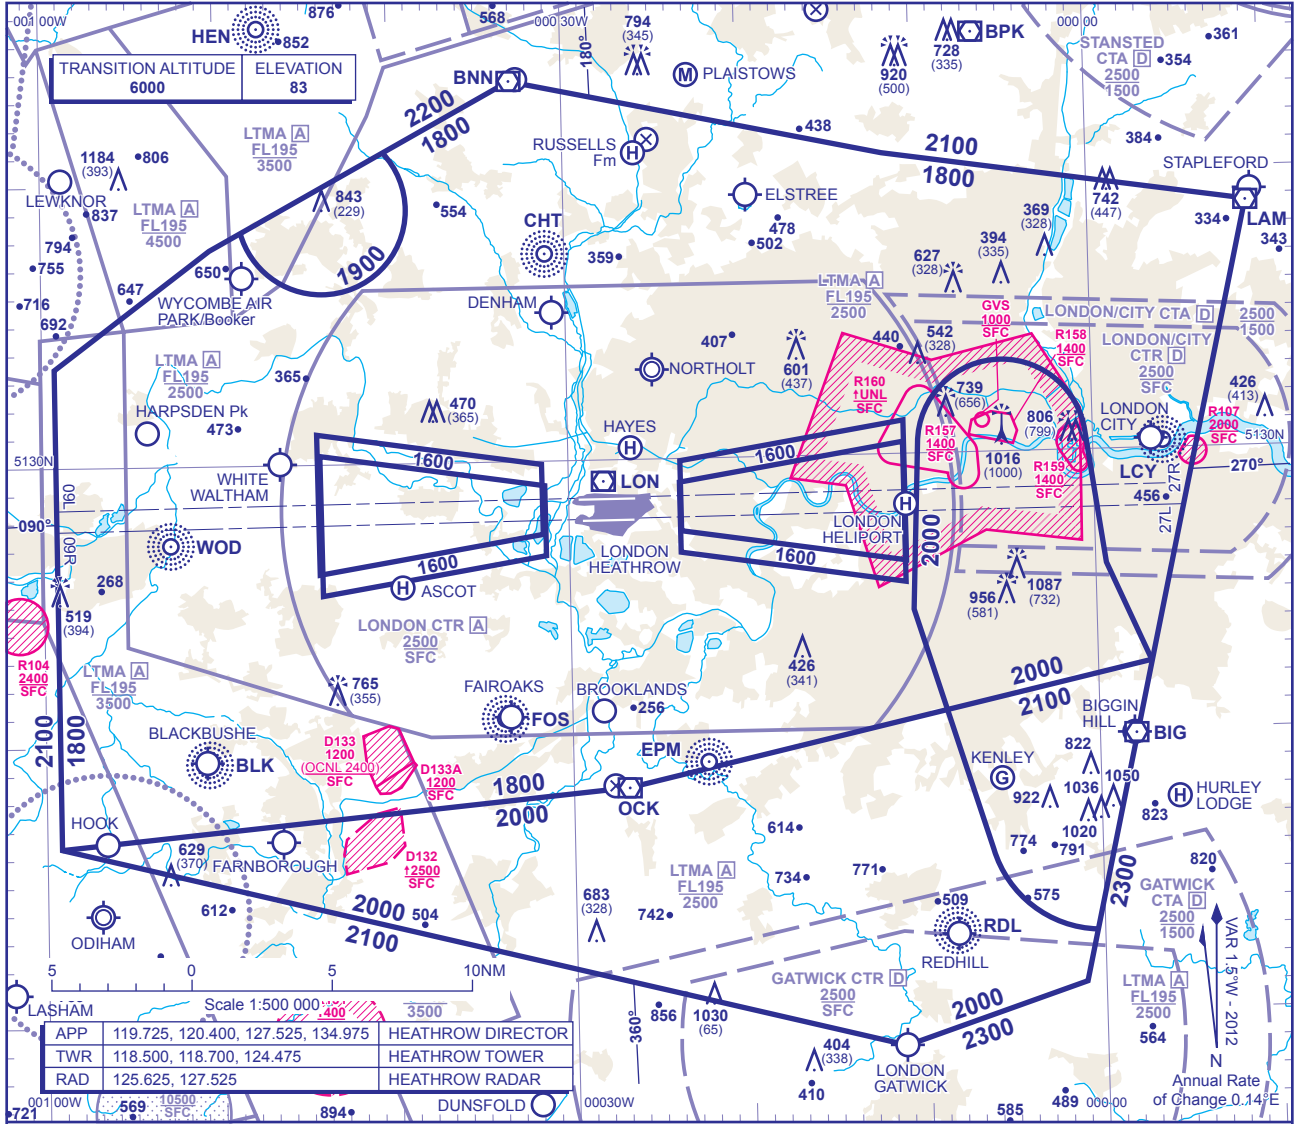 001 00W
876
568
000 30W
794
(345)
000 00
361
HEN
852
180°
728
(335)
BPK
STANSTED
CTA D
2500
1500
354
TRANSITION ALTITUDE
6000
ELEVATION
83
BNN
M
PLAISTOWS
920
(500)
2200
1800
LTMA A
FL195
3500
438
2100
1800
384
RUSSELLS
Fm
H
STAPLEFORD
1184
(393)
806
LEWKNOR
837
843
(229)
554
ELSTREE
742
(447)
LAM
334
343
LTMA A
FL195
4500
CHT
478
502
369
(328)
394
(335)
627
(328)
794
755
650
1900
359
716
647
692
WYCOMBE AIR
PARK/Booker
DENHAM
LTMA A
FL195
2500
GVS
1000
SFC
LONDON/CITY CTA D
2500
1500
R158
1400
SFC
LONDON/CITY
CTR D
2500
SFC
407
440
542
(328)
601
(437)
LTMA A
FL195
2500
365
NORTHOLT
R160
↑UNL
SFC
739
(656)
426
(413)
HARPSDEN Pk
473
470
(365)
HAYES
H
R157
1400
SFC
806
(799)
LONDON
CITY
R107
2000
SFC
5130N
5130N
1600
1600
1016
(1000)
R159
1400
SFC
LCY
270°
WHITE
WALTHAM
LON
456
27R
27L
09L
09R
090°
LONDON
HELIPORT
H
2000
WOD
LONDON
HEATHROW
1600
1600
H
ASCOT
268
519
(394)
956
(581)
1087
(732)
R104
2400
SFC
LONDON CTR A
2500
SFC
426
(341)
LTMA A
FL195
3500
765
(355)
FAIROAKS
FOS
BROOKLANDS
256
2000
2100
2100
1800
BLACKBUSHE
BLK
D133
1200
(OCNL 2400)
SFC
D133A
1200
SFC
EPM
BIGGIN
HILL
BIG
KENLEY
G
822
1050
1036
922
1020
H
HURLEY
LODGE
823
1800
2000
OCK
HOOK
614
774
791
629
(370)
FARNBOROUGH
D132
↑2500
SFC
734
771
575
2300
820
LTMA A
FL195
2500
GATWICK
CTA D
2500
1500
612
2000
2100
504
683
(328)
742
509
RDL
REDHILL
ODIHAM
VAR 1.5°W - 2012
5
0
5
10NM
GATWICK CTR D
2500
SFC
LTMA A
FL195
2500
LASHAM
Scale 1:500 000
1400
3500
856
1030
(65)
2000
2300
564
360°
APP
119.725, 120.400, 127.525, 134.975
HEATHROW DIRECTOR
TWR
118.500, 118.700, 124.475
HEATHROW TOWER
RAD
125.625, 127.525
HEATHROW RADAR
404
(338)
LONDON
GATWICK
N
Annual Rate
of Change 0.14°E
410
489
721
001 00W
569
10500
SFC
894
DUNSFOLD
00030W
585
000 00